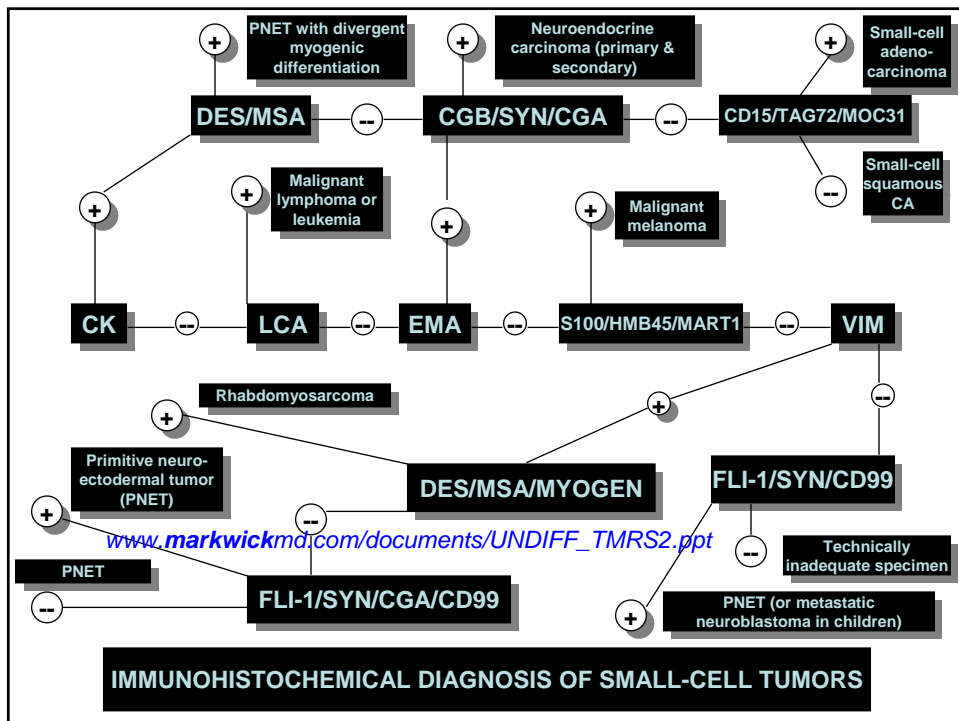 +
PNET with divergent
myogenic
differentiation
+
Neuroendocrine
carcinoma (primary &
secondary)
+
Small-cell
adeno-
carcinoma
DES/MSA
--
CGB/SYN/CGA
--
CD15/TAG72/MOC31
+
+
Malignant
lymphoma or
leukemia
+
+
Malignant
melanoma
--
Small-cell
squamous
CA
CK
--
LCA
--
EMA
--
S100/HMB45/MART1
--
VIM
Rhabdomyosarcoma
+
+
--
Primitive neuro-
ectodermal tumor
(PNET)
DES/MSA/MYOGEN
FLI-1/SYN/CD99
+
--
www.markwickmd.com/documents/UNDIFF_TMRS2.ppt
--
Technically
inadequate specimen
PNET
--
FLI-1/SYN/CGA/CD99
+
PNET (or metastatic
neuroblastoma in children)
IMMUNOHISTOCHEMICAL DIAGNOSIS OF SMALL-CELL TUMORS